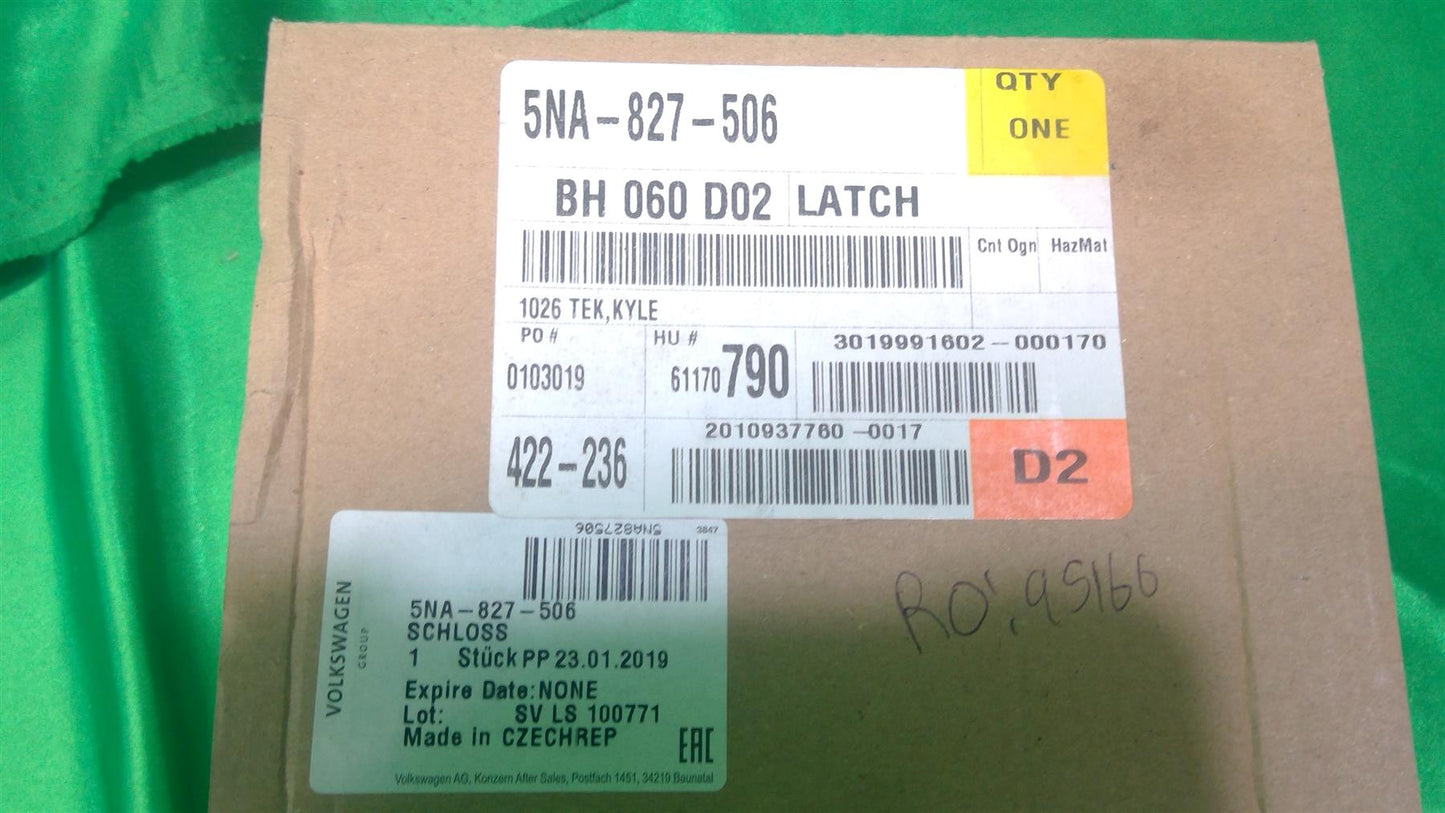 5NA-827-506
QTY
ONE
BH 060 D02 LATCH
Cnt Ogn HazMat
1026 TEK,KYLE
PO # HU # 3019991602-000170
0103019 61170 790
2010937760-0017
422-236 D2
5NA827506 3847
VOLKSWAGEN
GROUP
5NA-827-506
SCHLOSS
1 Stück PP 23.01.2019
Expire Date: NONE
Lot: SV LS 100771
Made in CZECHREP
EAC
Volkswagen AG, Konzern After Sales, Postfach 1451, 34219 Baunatal
RO: 95166